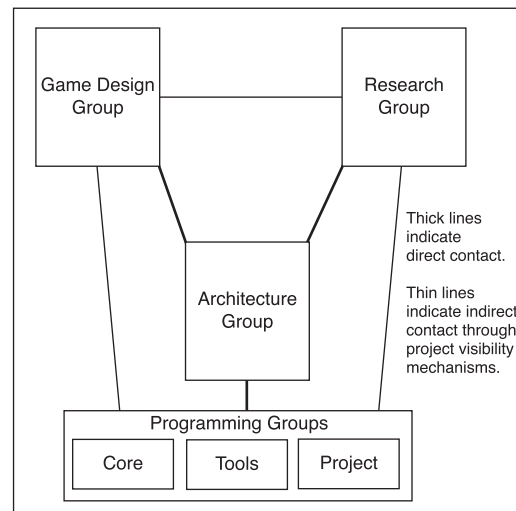 Game Design
Group
Research
Group
Thick lines
indicate
direct contact.
Thin lines
indicate indirect
contact through
project visibility
mechanisms.
Architecture
Group
Programming Groups
Core
Tools
Project